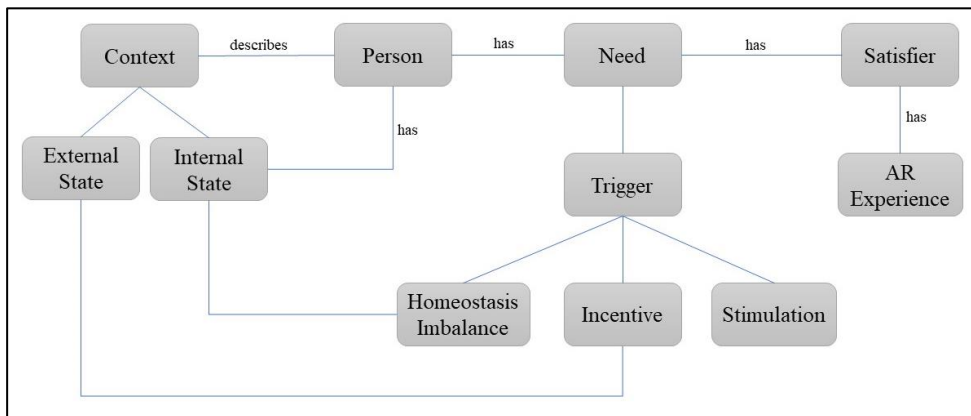 Context
describes
Person
has
Need
has
Satisfier
has
has
External
State
Internal
State
Trigger
AR
Experience
Homeostasis
Imbalance
Incentive
Stimulation